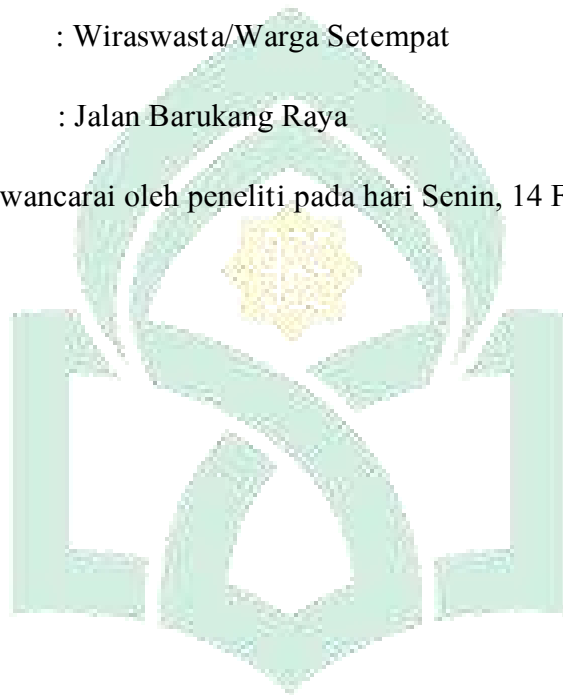 : Wiraswasta/Warga Setempat
: Jalan Barukang Raya
wancarai oleh peneliti pada hari Senin, 14 F